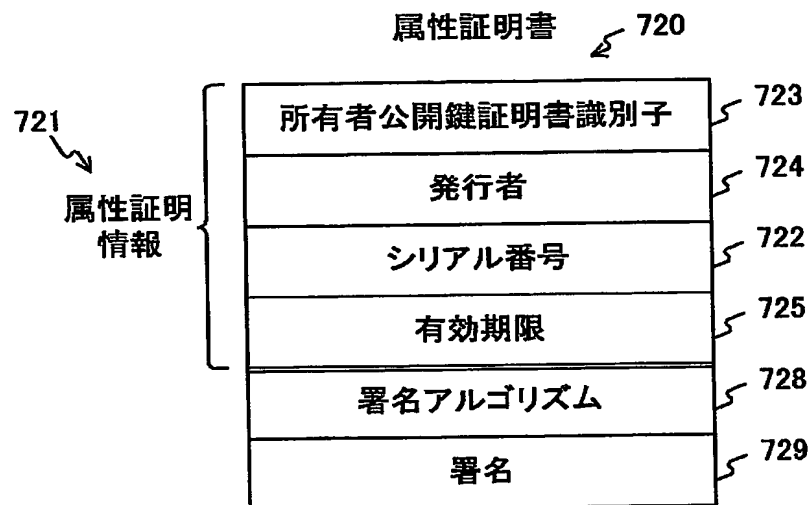 属性証明書
720
721
属性証明
情報
所有者公開鍵証明書識別子
723
発行者
724
シリアル番号
722
有効期限
725
署名アルゴリズム
728
署名
729